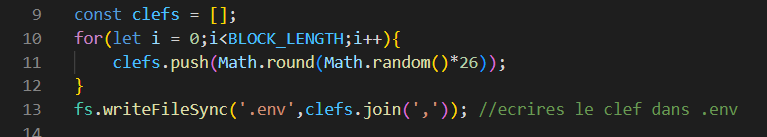 9 const clefs = [];
10 for(let i = 0;i<BLOCK_LENGTH;i++){
11 clefs.push(Math.round(Math.random()*26));
12 }
13 fs.writeFileSync('.env',clefs.join(',')); //ecrires le clef dans .env
14